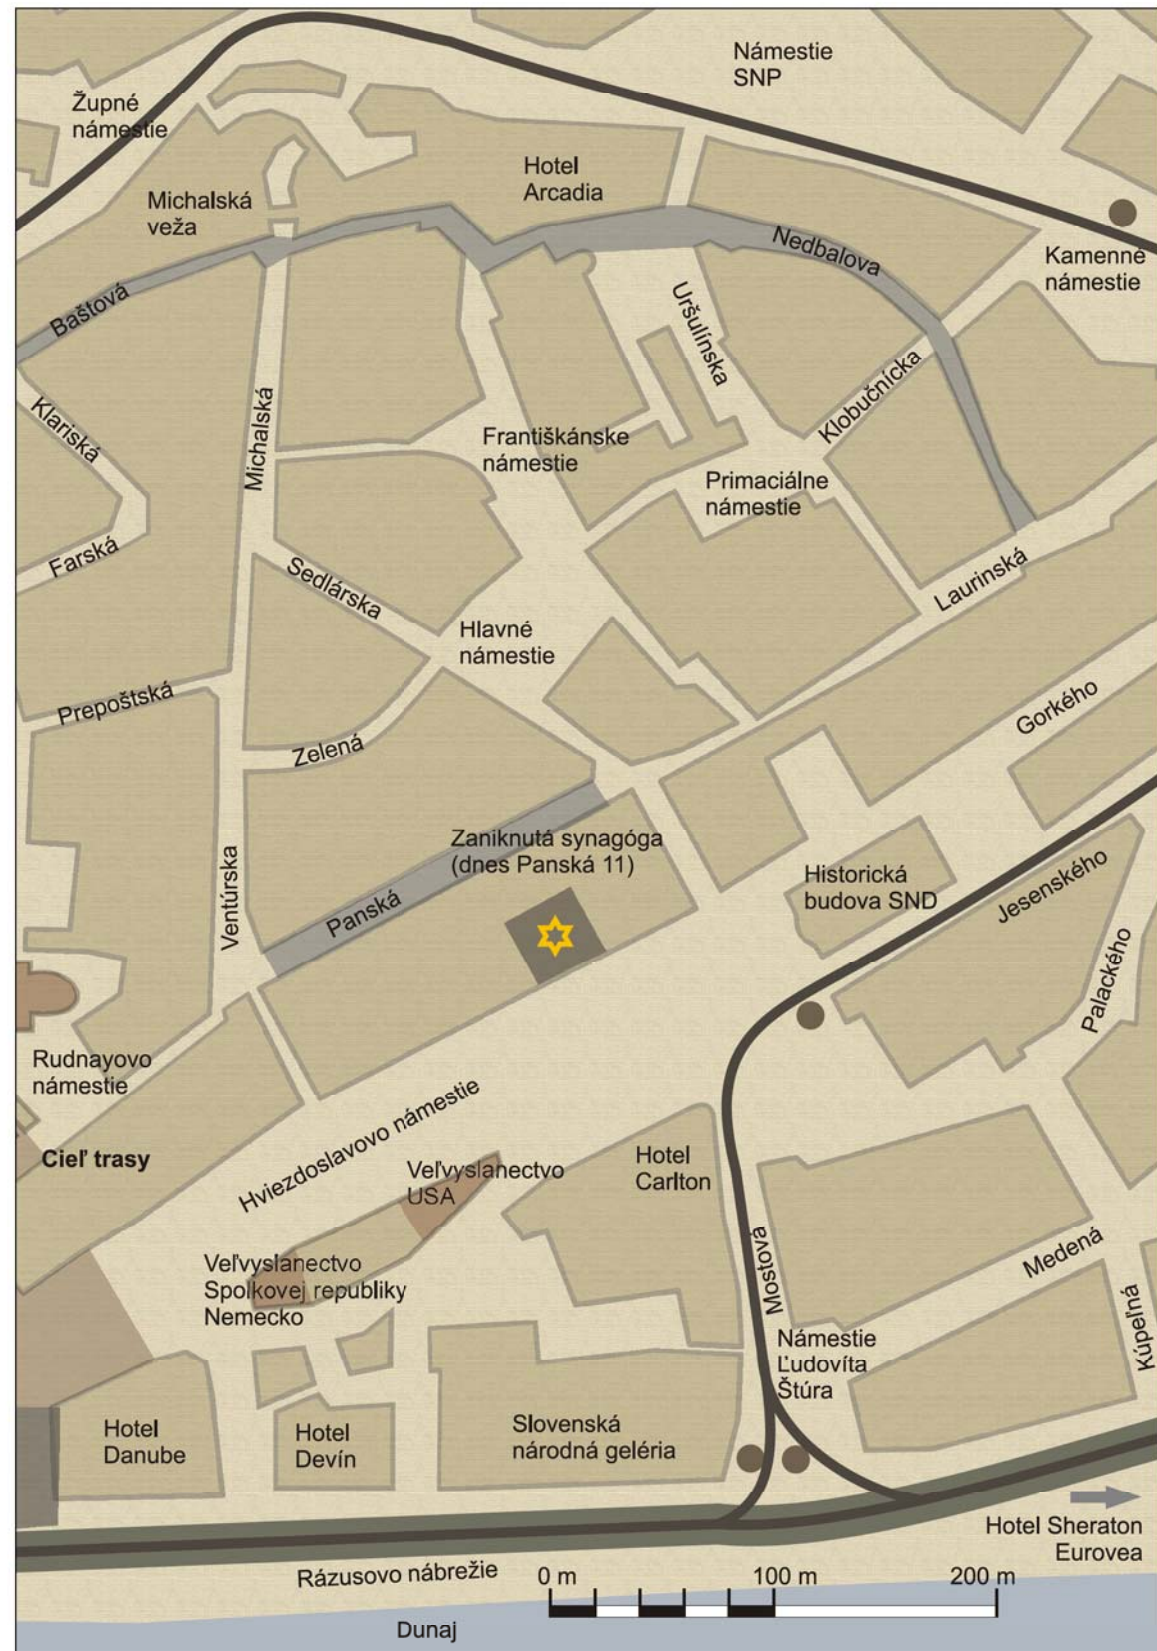 Námestie
SNP
Župné
námestie
Hotel
Arcadia
Michalská
veža
Nedbalova
Kamenné
námestie
Baštová
Uršulínska
Klobučnícka
Klariská
Michalská
Františkánske
námestie
Primaciálne
námestie
Farská
Sedlárska
Laurinská
Hlavné
námestie
Prepoštská
Gorkého
Zelená
Zaniknutá synagóga
(dnes Panská 11)
Ventúrska
Panská
Historická
budova SND
Jesenského
Palackého
Rudnayovo
námestie
Cieľ trasy
Hviezdoslavovo námestie
Veľvyslanectvo
USA
Hotel
Carlton
Veľvyslanectvo
Spolkovej republiky
Nemecko
Mostová
Medená
Kúpeľná
Námestie
Ľudovíta
Štúra
Hotel
Danube
Hotel
Devín
Slovenská
národná geléria
Hotel Sheraton
Eurovea
Rázusovo nábrežie
0 m 100 m 200 m
Dunaj